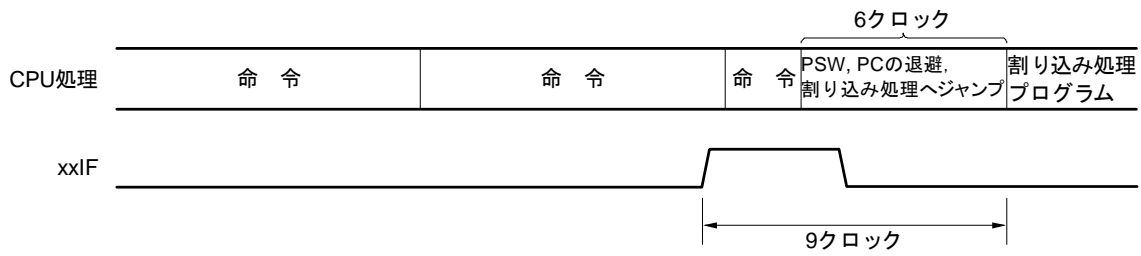 6クロック
CPU処理
命 令
命 令
命 令
PSW, PCの退避,
割り込み処理へジャンプ
割り込み処理
プログラム
xxIF
9クロック